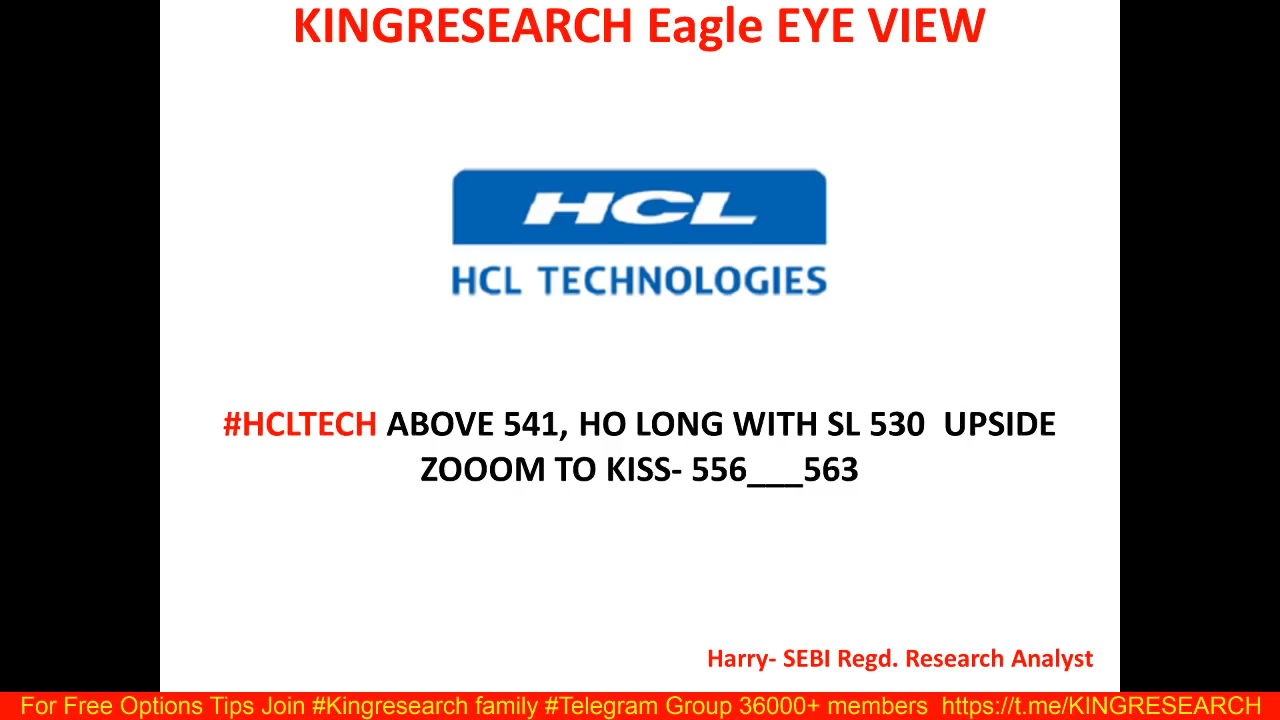 KINGRESEARCH Eagle EYE VIEW
HCL
HCL TECHNOLOGIES
#HCLTECH ABOVE 541, HO LONG WITH SL 530  UPSIDE
ZOOOM TO KISS- 556___563
Harry- SEBI Regd. Research Analyst
For Free Options Tips Join #Kingresearch family #Telegram Group 36000+ members  https://t.me/KINGRESEARCH